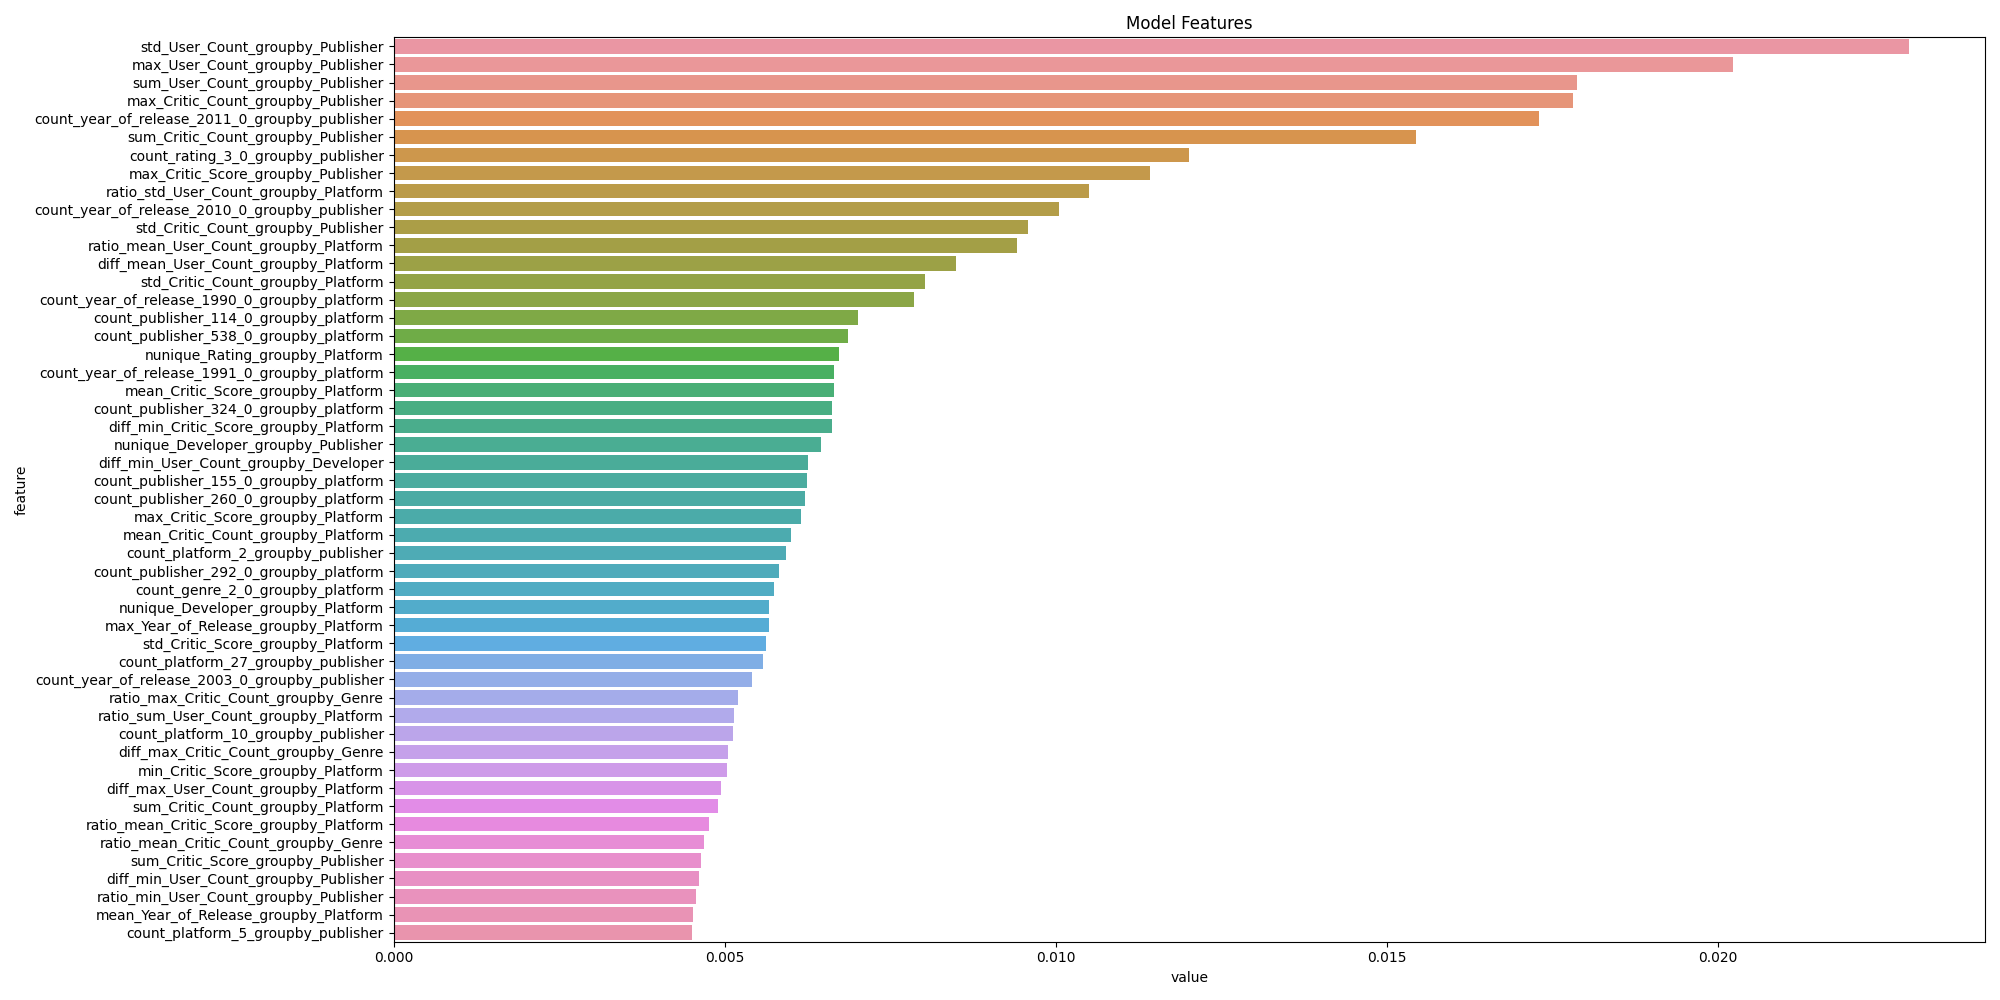 Model Features
std_User_Count_groupby_Publisher
max_User_Count_groupby_Publisher
sum_User_Count_groupby_Publisher
max_Critic_Count_groupby_Publisher
count_year_of_release_2011_0_groupby_publisher
sum_Critic_Count_groupby_Publisher
count_rating_3_0_groupby_publisher
max_Critic_Score_groupby_Publisher
ratio_std_User_Count_groupby_Platform
count_year_of_release_2010_0_groupby_publisher
std_Critic_Count_groupby_Publisher
ratio_mean_User_Count_groupby_Platform
diff_mean_User_Count_groupby_Platform
std_Critic_Count_groupby_Platform
count_year_of_release_1990_0_groupby_platform
count_publisher_114_0_groupby_platform
count_publisher_538_0_groupby_platform
nunique_Rating_groupby_Platform
count_year_of_release_1991_0_groupby_platform
mean_Critic_Score_groupby_Platform
count_publisher_324_0_groupby_platform
diff_min_Critic_Score_groupby_Platform
nunique_Developer_groupby_Publisher
diff_min_User_Count_groupby_Developer
count_publisher_155_0_groupby_platform
count_publisher_260_0_groupby_platform
max_Critic_Score_groupby_Platform
mean_Critic_Count_groupby_Platform
count_platform_2_groupby_publisher
count_publisher_292_0_groupby_platform
count_genre_2_0_groupby_platform
nunique_Developer_groupby_Platform
max_Year_of_Release_groupby_Platform
std_Critic_Score_groupby_Platform
count_platform_27_groupby_publisher
count_year_of_release_2003_0_groupby_publisher
ratio_max_Critic_Count_groupby_Genre
ratio_sum_User_Count_groupby_Platform
count_platform_10_groupby_publisher
diff_max_Critic_Count_groupby_Genre
min_Critic_Score_groupby_Platform
diff_max_User_Count_groupby_Platform
sum_Critic_Count_groupby_Platform
ratio_mean_Critic_Score_groupby_Platform
ratio_mean_Critic_Count_groupby_Genre
sum_Critic_Score_groupby_Publisher
diff_min_User_Count_groupby_Publisher
ratio_min_User_Count_groupby_Publisher
mean_Year_of_Release_groupby_Platform
count_platform_5_groupby_publisher
feature
0.000 0.005 0.010 0.015 0.020
value